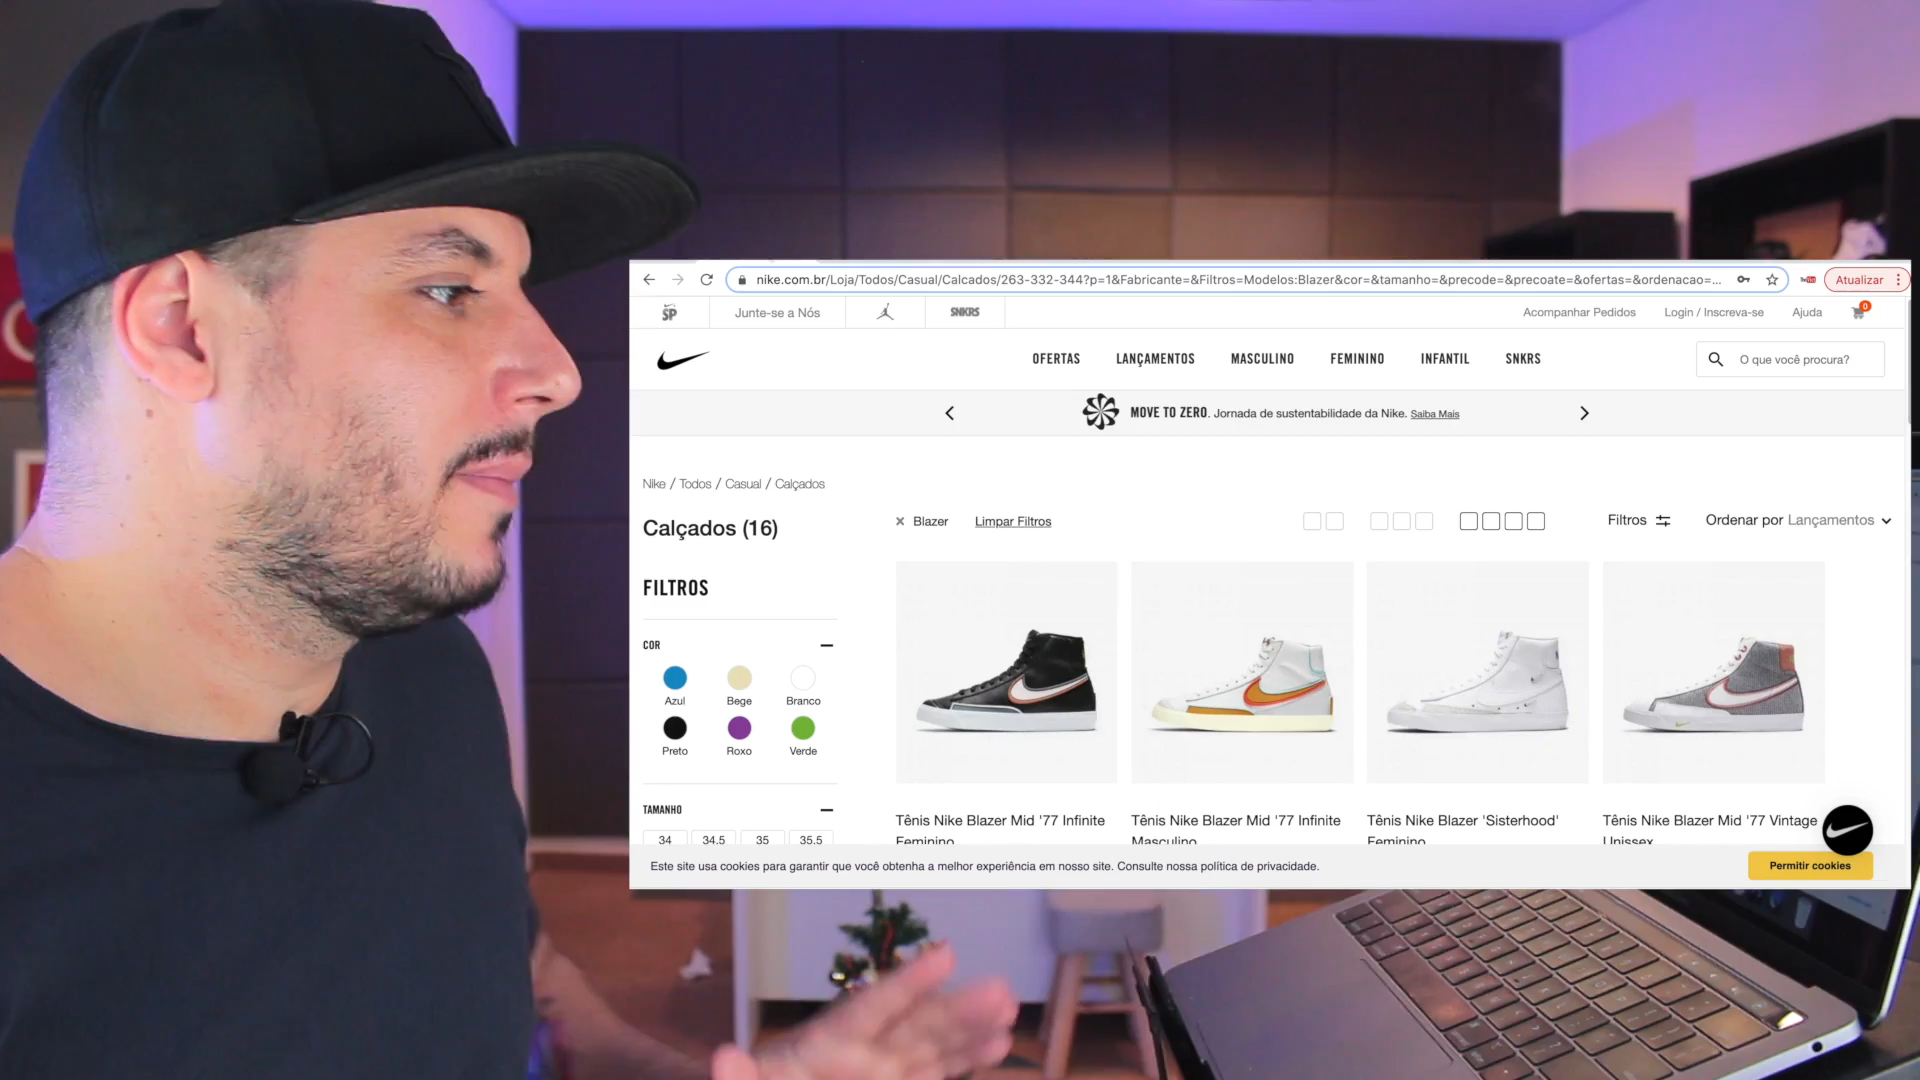 nike.com.br/Loja/Todos/Casual/Calcados/263-332-344?p=1&Fabricante=&Filtros=Modelos:Blazer&cor=&tamanho=&precode=&precoate=&ofertas=&ordenacao=...
Atualizar
SP
Junte-se a Nós
SNKRS
Acompanhar Pedidos
Login / Inscreva-se
Ajuda
0
OFERTAS
LANÇAMENTOS
MASCULINO
FEMININO
INFANTIL
SNKRS
O que você procura?
MOVE TO ZERO. Jornada de sustentabilidade da Nike. Saiba Mais
Nike / Todos / Casual / Calçados
Calçados (16)
× Blazer
Limpar Filtros
Filtros
Ordenar por Lançamentos
FILTROS
COR
Azul
Bege
Branco
Preto
Roxo
Verde
TAMANHO
34
34,5
35
35,5
Tênis Nike Blazer Mid '77 Infinite
Feminino
Tênis Nike Blazer Mid '77 Infinite
Masculino
Tênis Nike Blazer 'Sisterhood'
Feminino
Tênis Nike Blazer Mid '77 Vintage
Unissex
Este site usa cookies para garantir que você obtenha a melhor experiência em nosso site. Consulte nossa política de privacidade.
Permitir cookies